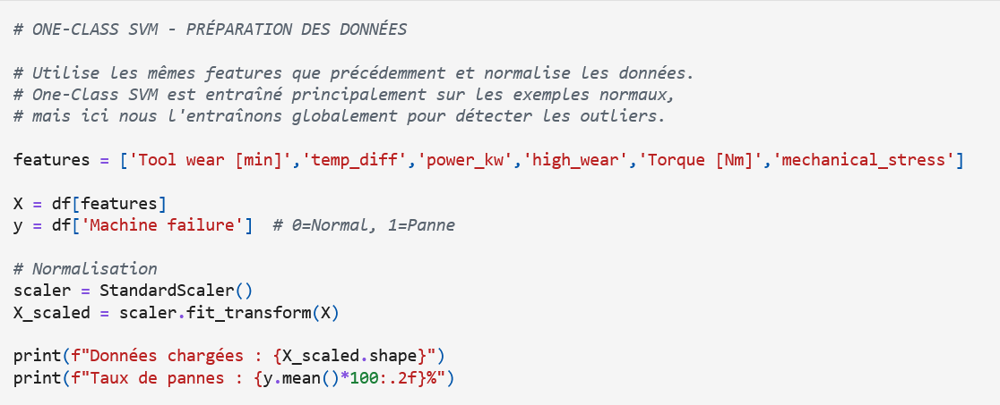 # ONE-CLASS SVM - PRÉPARATION DES DONNÉES
# Utilise les mêmes features que précédemment et normalise les données.
# One-Class SVM est entraîné principalement sur les exemples normaux,
# mais ici nous l'entraînons globalement pour détecter les outliers.
features = ['Tool wear [min]','temp_diff','power_kw','high_wear','Torque [Nm]','mechanical_stress']
X = df[features]
y = df['Machine failure']  # 0=Normal, 1=Panne
# Normalisation
scaler = StandardScaler()
X_scaled = scaler.fit_transform(X)
print(f"Données chargées : {X_scaled.shape}")
print(f"Taux de pannes : {y.mean()*100:.2f}%")